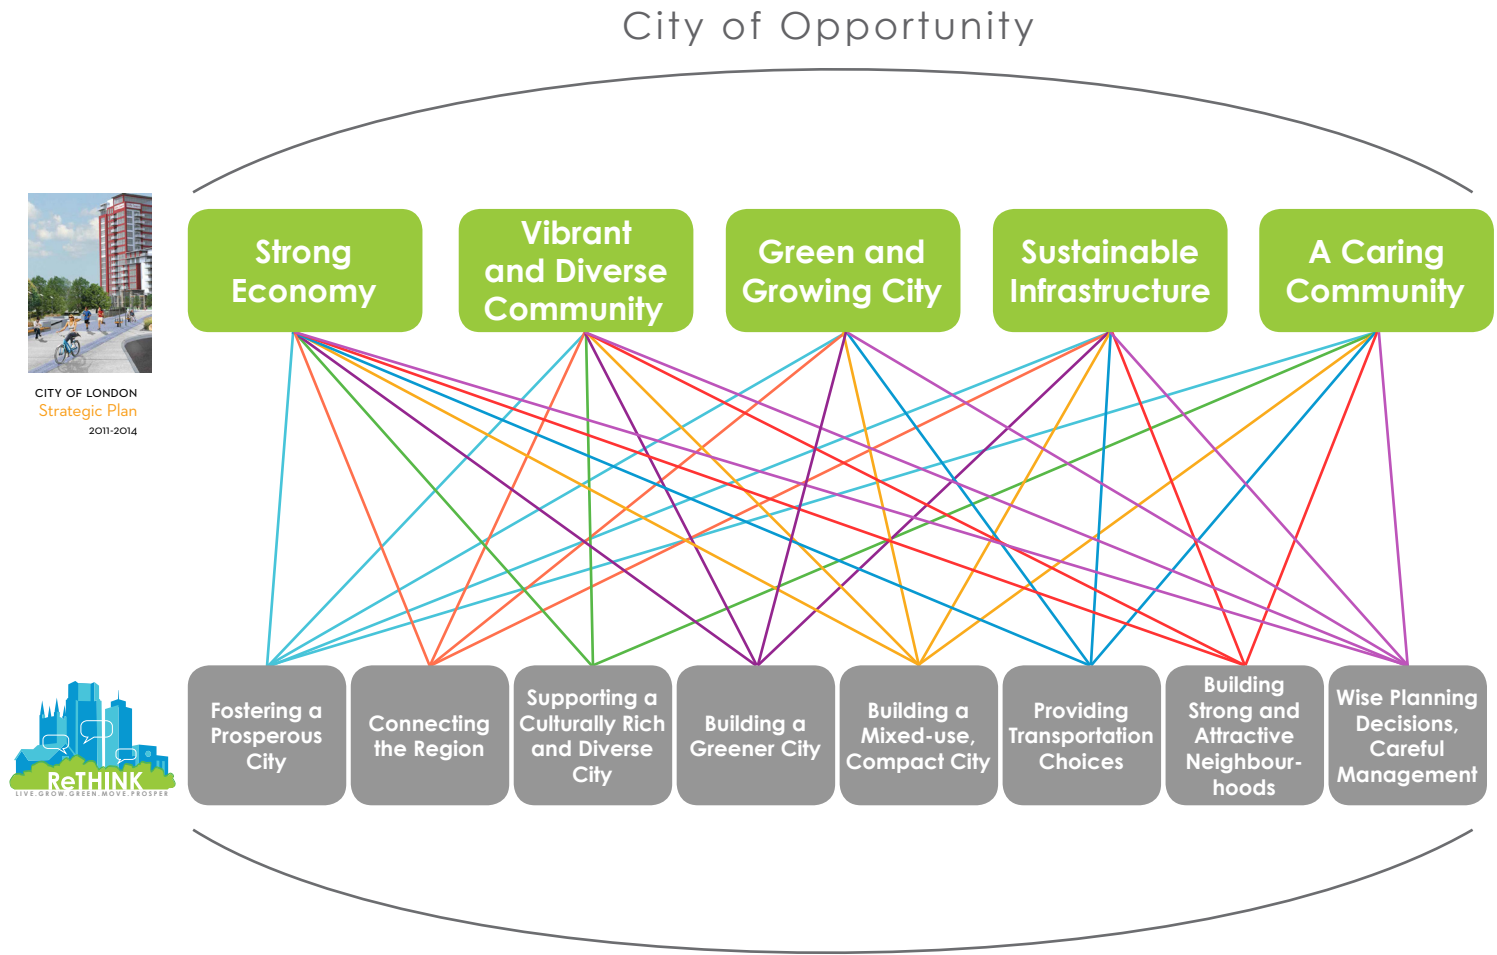 City of Opportunity
Strong
Economy
Vibrant
and Diverse
Community
Green and
Growing City
Sustainable
Infrastructure
A Caring
Community
CITY OF LONDON
Strategic Plan
2011-2014
Fostering a
Prosperous
City
Connecting
the Region
Supporting a
Culturally Rich
and Diverse
City
Building a
Greener City
Building a
Mixed-use,
Compact City
Providing
Transportation
Choices
Building
Strong and
Attractive
Neighbour-
hoods
Wise Planning
Decisions,
Careful
Management
ReTHINK
LIVE.GROW.GREEN.MOVE.PROSPER